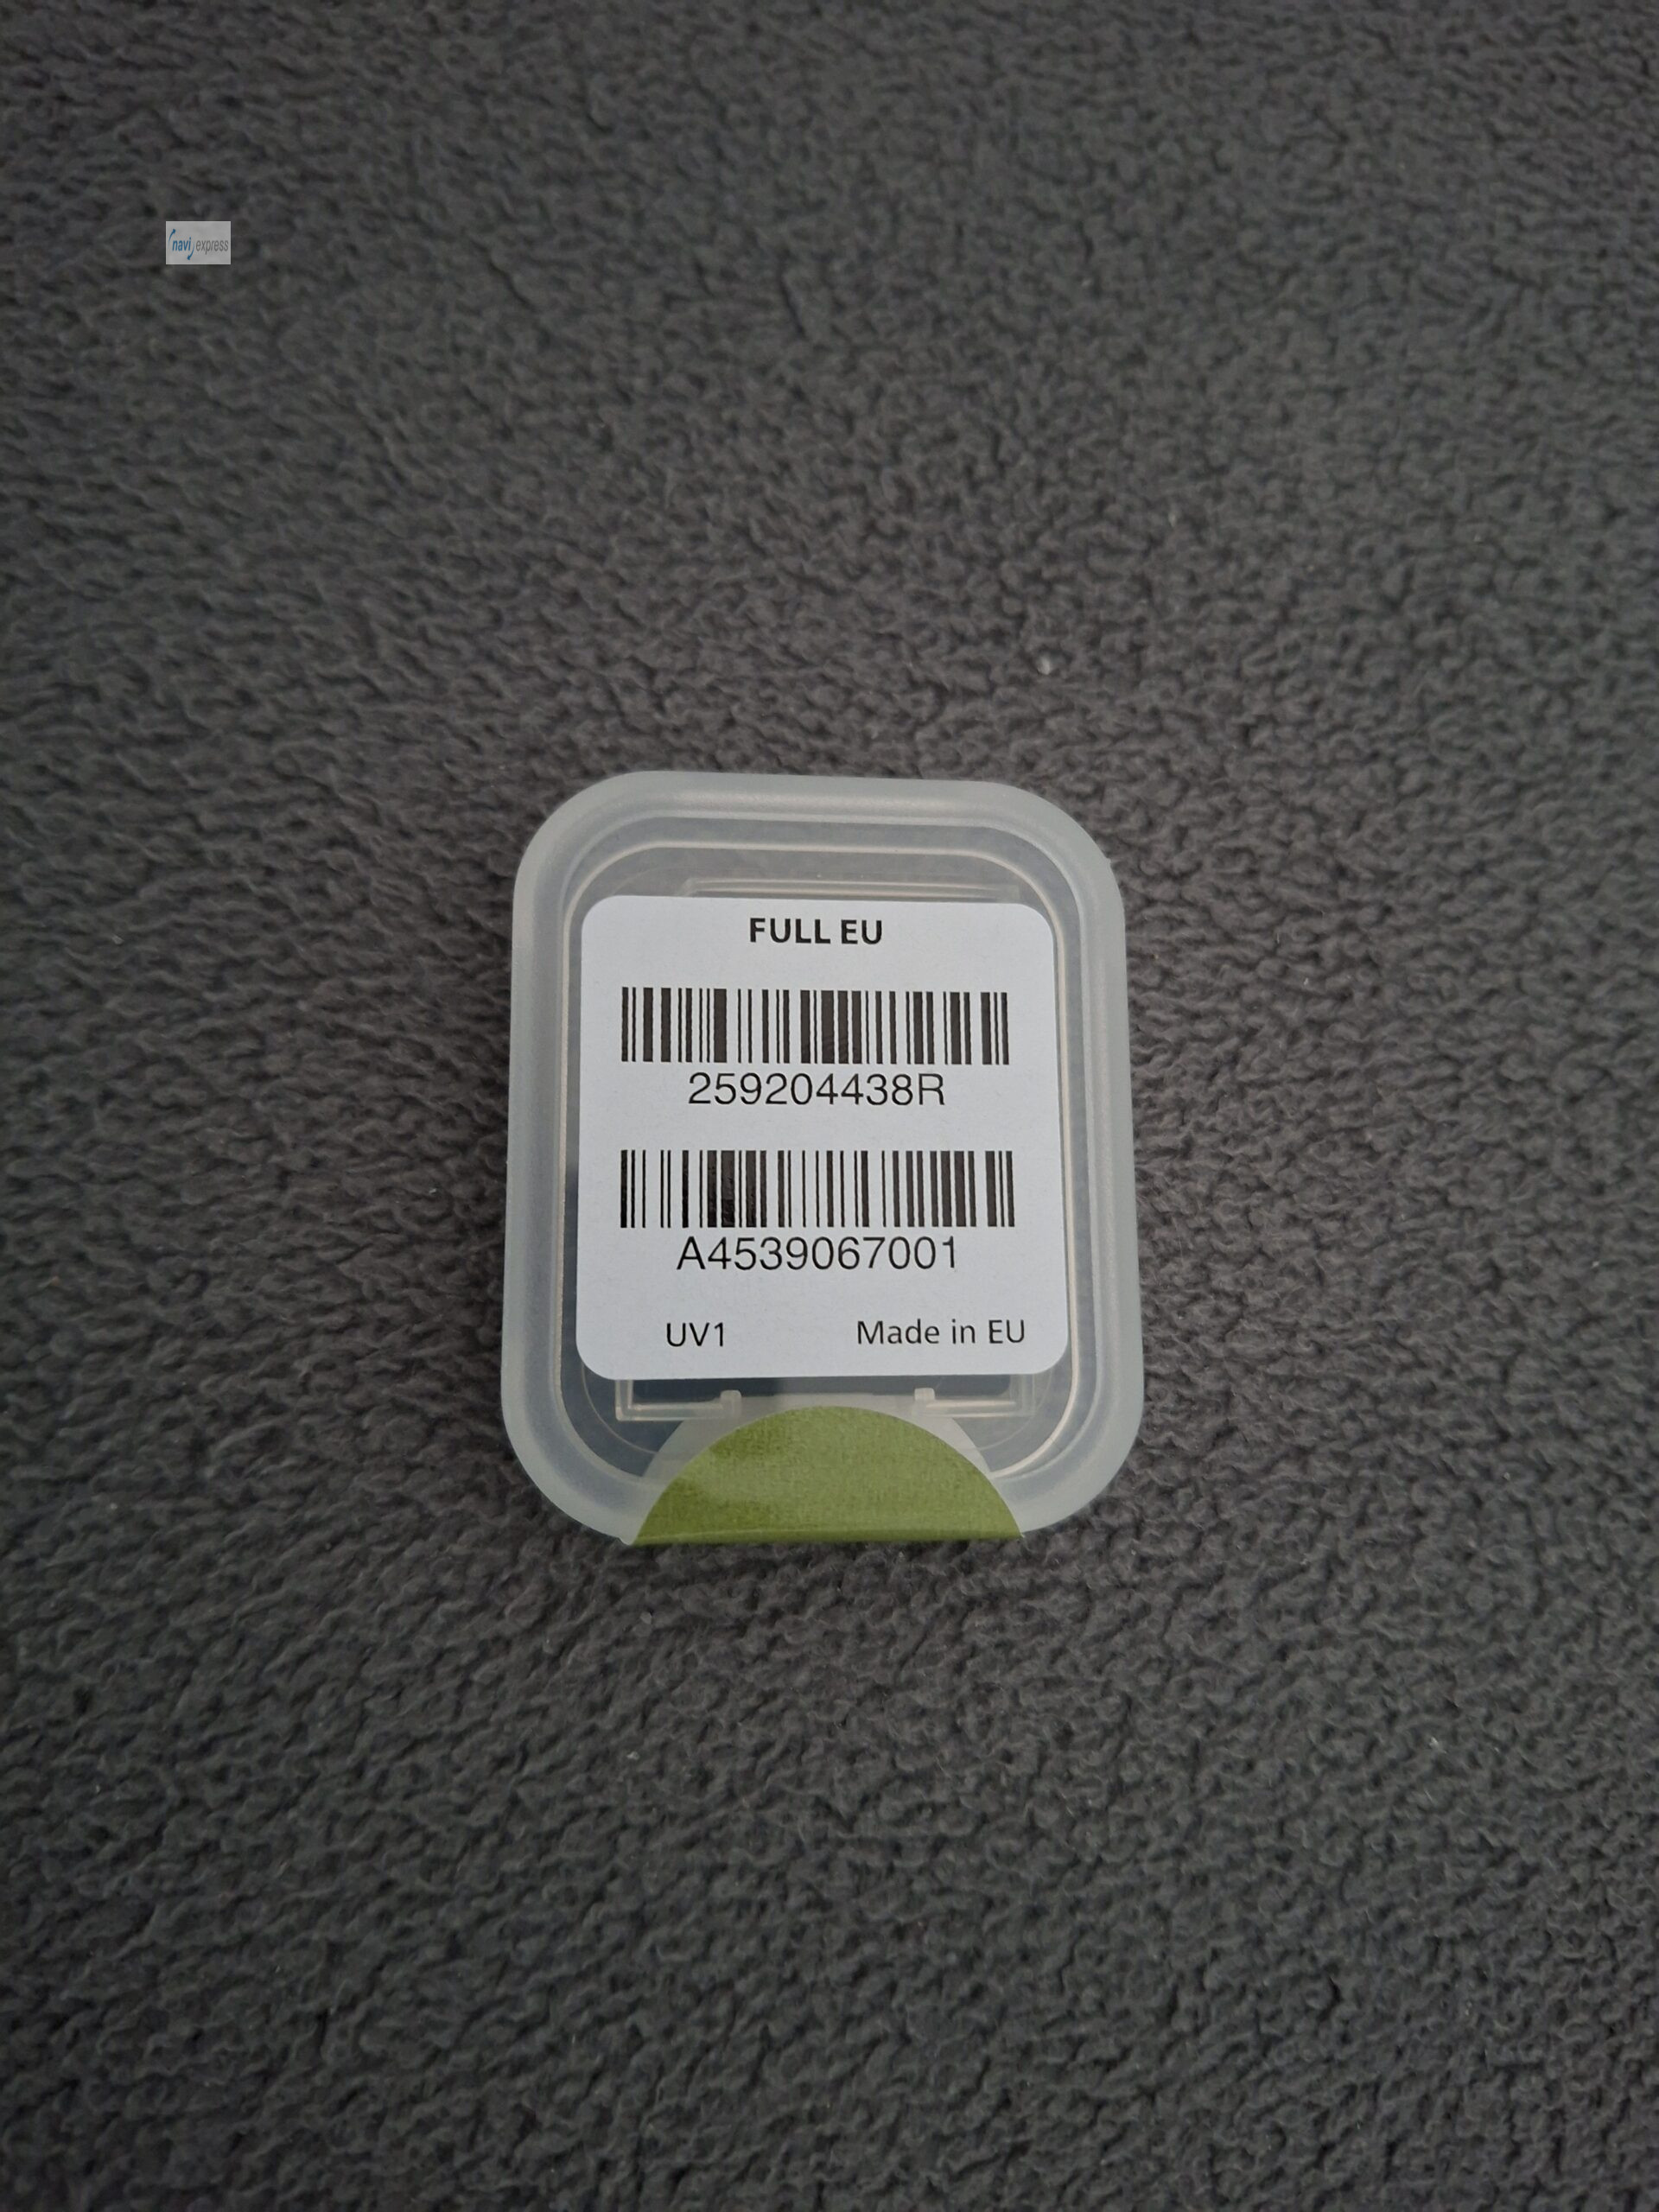 navi express
FULL EU
259204438R
A4539067001
UV1 Made in EU